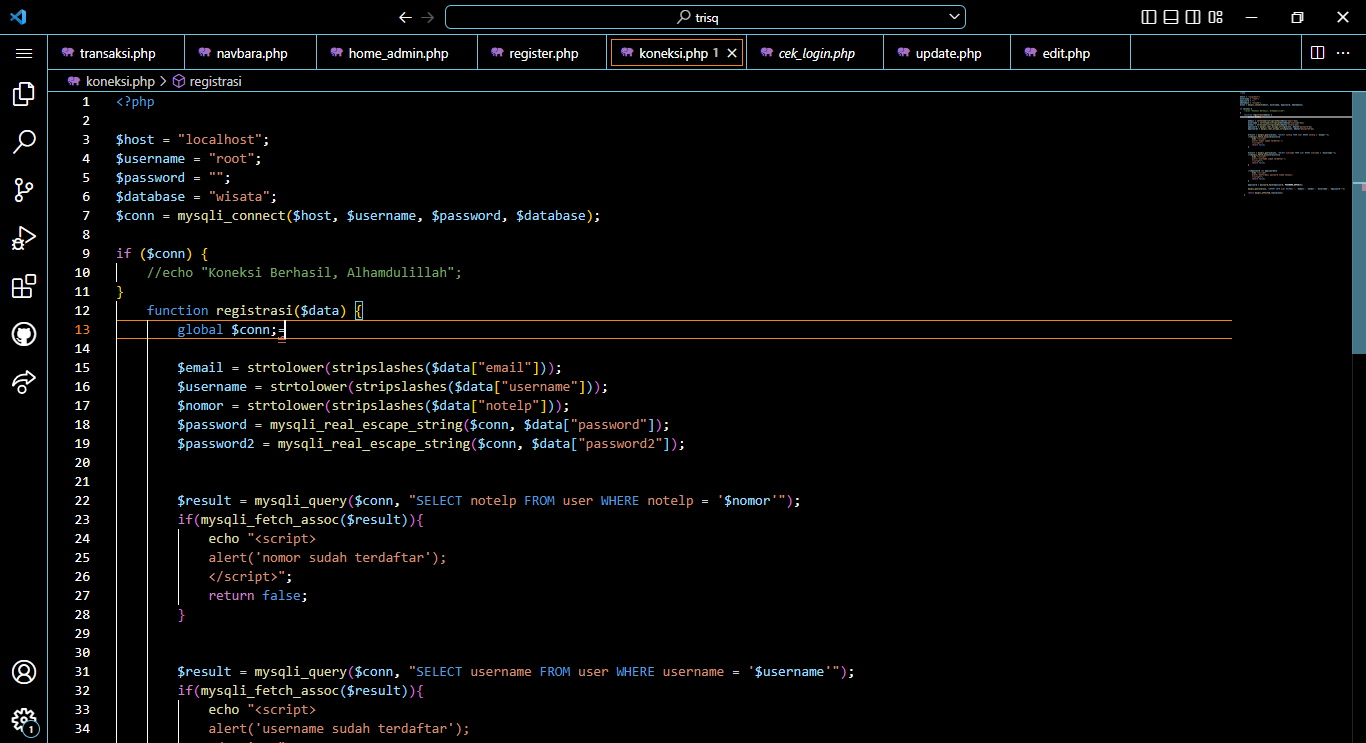 trisq
transaksi.php
navbara.php
home_admin.php
register.php
koneksi.php 1
cek_login.php
update.php
edit.php
koneksi.php > registrasi
1 <?php
2
3 $host = "localhost";
4 $username = "root";
5 $password = "";
6 $database = "wisata";
7 $conn = mysqli_connect($host, $username, $password, $database);
8
9 if ($conn) {
10 //echo "Koneksi Berhasil, Alhamdulillah";
11 }
12 function registrasi($data) {
13 global $conn;=
14
15 $email = strtolower(stripslashes($data["email"]));
16 $username = strtolower(stripslashes($data["username"]));
17 $nomor = strtolower(stripslashes($data["notelp"]));
18 $password = mysqli_real_escape_string($conn, $data["password"]);
19 $password2 = mysqli_real_escape_string($conn, $data["password2"]);
20
21
22 $result = mysqli_query($conn, "SELECT notelp FROM user WHERE notelp = '$nomor'");
23 if(mysqli_fetch_assoc($result)){
24 echo "<script>
25 alert('nomor sudah terdaftar');
26 </script>";
27 return false;
28 }
29
30
31 $result = mysqli_query($conn, "SELECT username FROM user WHERE username = '$username'");
32 if(mysqli_fetch_assoc($result)){
33 echo "<script>
34 alert('username sudah terdaftar');
1